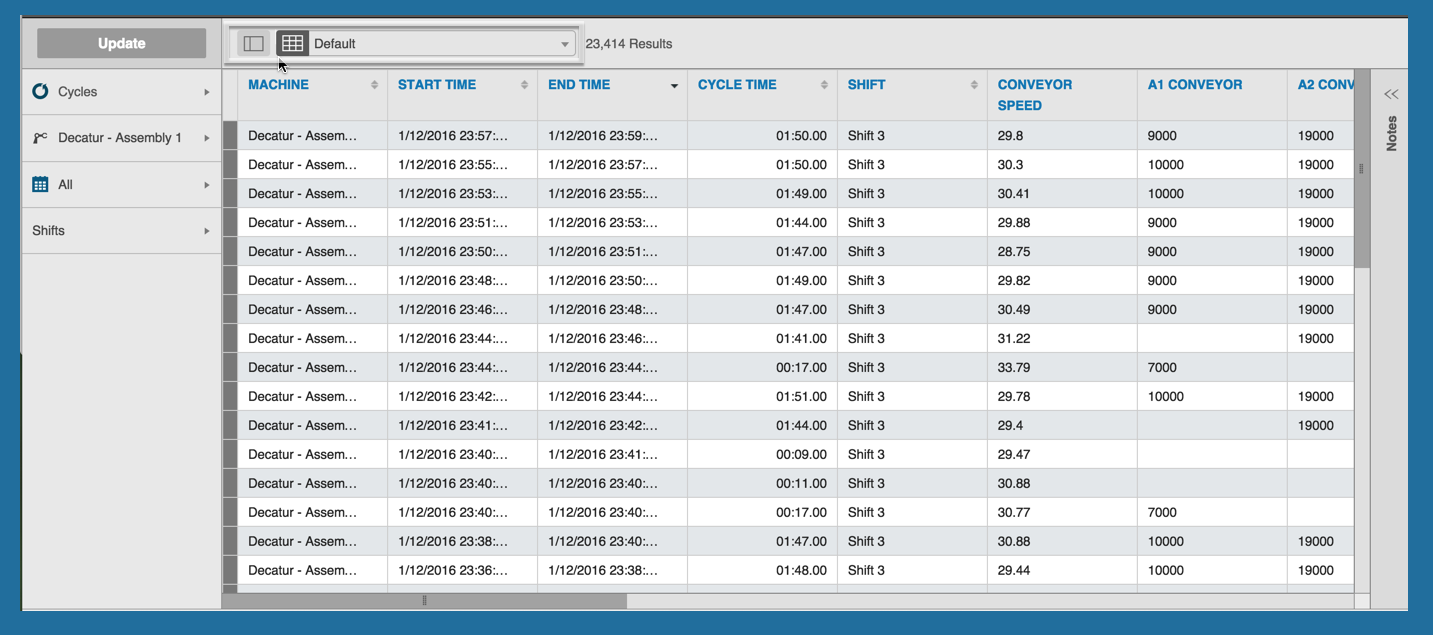 Update
Default
23,414 Results
Cycles
Decatur - Assembly 1
All
Shifts
MACHINE START TIME END TIME CYCLE TIME SHIFT CONVEYOR SPEED A1 CONVEYOR A2 CONV
Decatur - Assem... 1/12/2016 23:57:... 1/12/2016 23:59:... 01:50.00 Shift 3 29.8 9000 19000
Decatur - Assem... 1/12/2016 23:55:... 1/12/2016 23:57:... 01:50.00 Shift 3 30.3 10000 19000
Decatur - Assem... 1/12/2016 23:53:... 1/12/2016 23:55:... 01:49.00 Shift 3 30.41 10000 19000
Decatur - Assem... 1/12/2016 23:51:... 1/12/2016 23:53:... 01:44.00 Shift 3 29.88 9000 19000
Decatur - Assem... 1/12/2016 23:50:... 1/12/2016 23:51:... 01:47.00 Shift 3 28.75 9000 19000
Decatur - Assem... 1/12/2016 23:48:... 1/12/2016 23:50:... 01:49.00 Shift 3 29.82 9000 19000
Decatur - Assem... 1/12/2016 23:46:... 1/12/2016 23:48:... 01:47.00 Shift 3 30.49 9000 19000
Decatur - Assem... 1/12/2016 23:44:... 1/12/2016 23:46:... 01:41.00 Shift 3 31.22 19000
Decatur - Assem... 1/12/2016 23:44:... 1/12/2016 23:44:... 00:17.00 Shift 3 33.79 7000
Decatur - Assem... 1/12/2016 23:42:... 1/12/2016 23:44:... 01:51.00 Shift 3 29.78 10000 19000
Decatur - Assem... 1/12/2016 23:41:... 1/12/2016 23:42:... 01:44.00 Shift 3 29.4 19000
Decatur - Assem... 1/12/2016 23:40:... 1/12/2016 23:41:... 00:09.00 Shift 3 29.47
Decatur - Assem... 1/12/2016 23:40:... 1/12/2016 23:40:... 00:11.00 Shift 3 30.88
Decatur - Assem... 1/12/2016 23:40:... 1/12/2016 23:40:... 00:17.00 Shift 3 30.77 7000
Decatur - Assem... 1/12/2016 23:38:... 1/12/2016 23:40:... 01:47.00 Shift 3 30.88 10000 19000
Decatur - Assem... 1/12/2016 23:36:... 1/12/2016 23:38:... 01:48.00 Shift 3 29.44 10000 19000
Notes